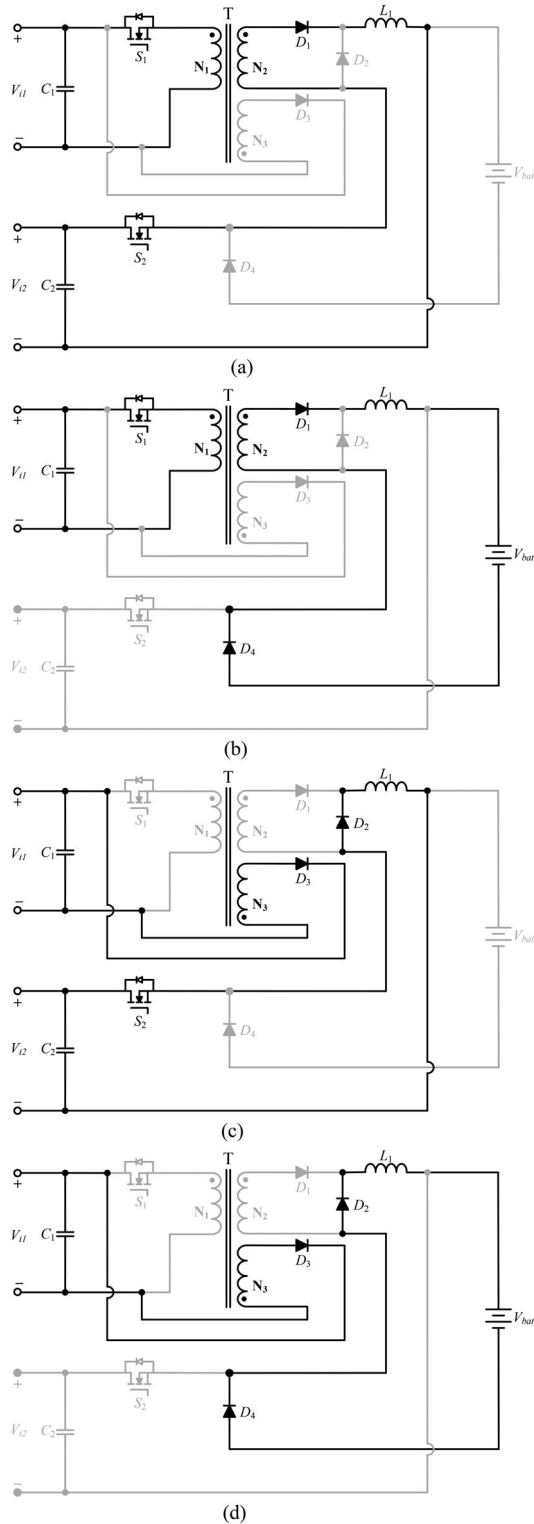 T
L1
S1
D1
D2
+
N1
N2
Vi1
C1
D3
N3
Vbat
+
S2
D4
Vi2
C2
(a)
T
L1
S1
D1
D2
+
N1
N2
Vi1
C1
D3
N3
Vbat
+
S2
D4
Vi2
C2
(b)
T
L1
S1
D1
D2
+
N1
N2
Vi1
C1
D3
N3
Vbat
+
S2
D4
Vi2
C2
(c)
T
L1
S1
D1
D2
+
N1
N2
Vi1
C1
D3
N3
Vbat
+
S2
D4
Vi2
C2
(d)